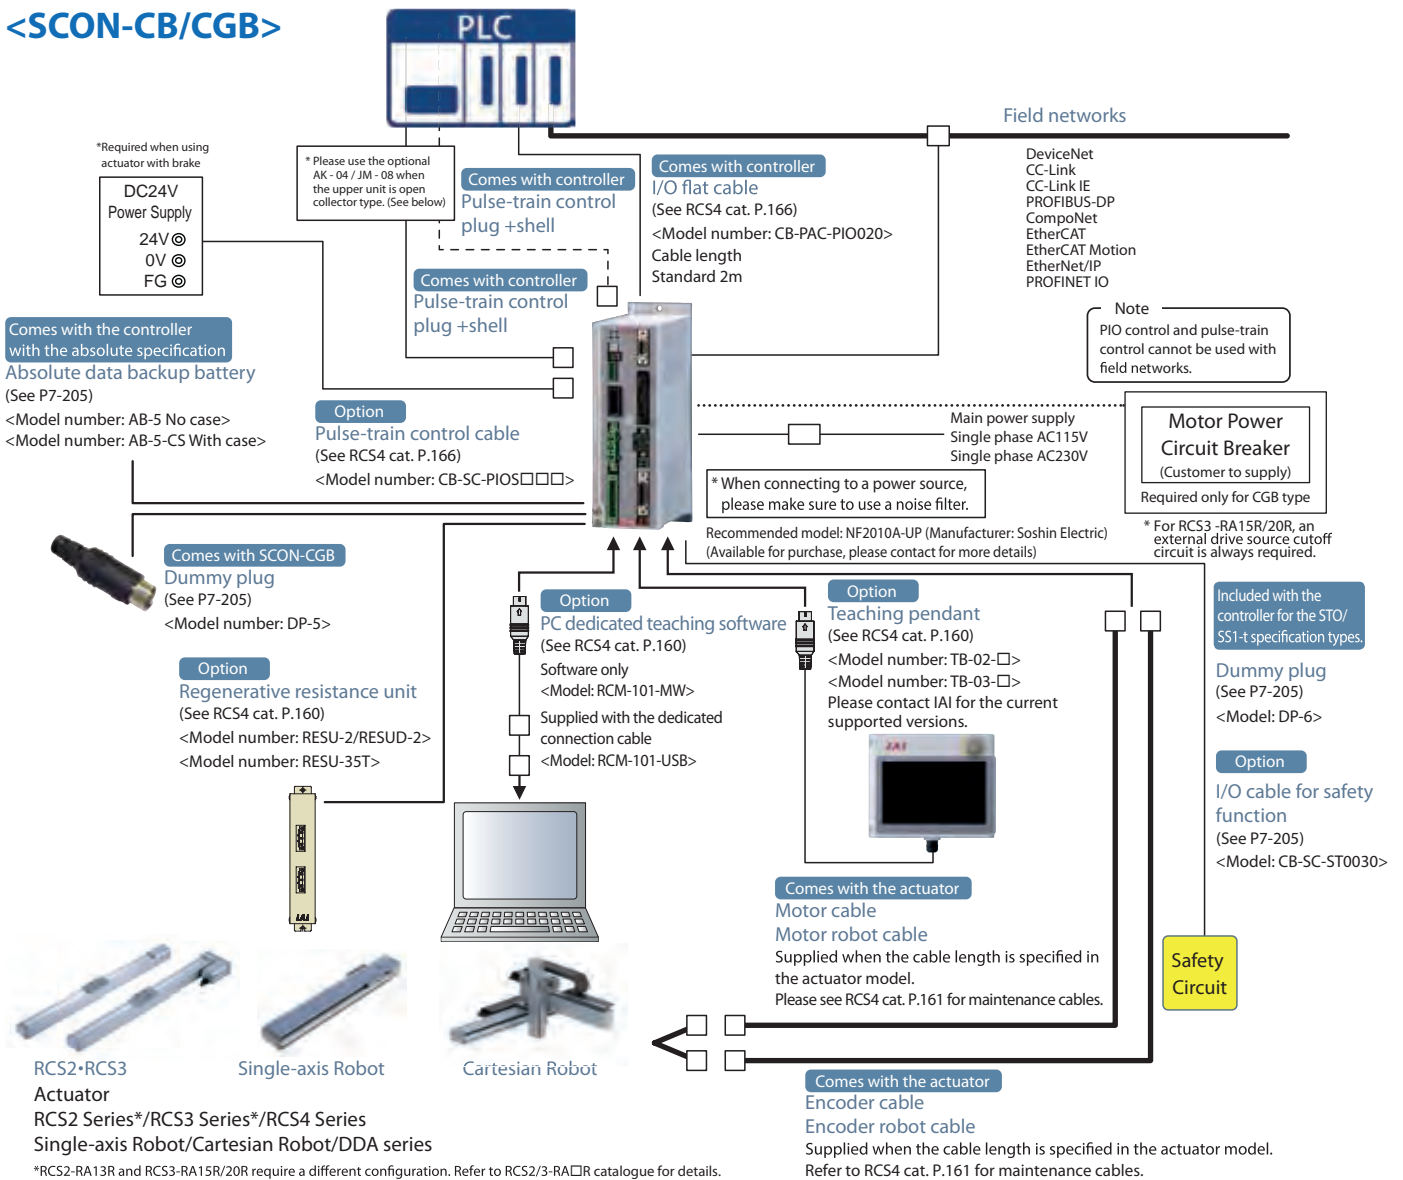 <SCON-CB/CGB>
PLC
Field networks
DeviceNet
CC-Link
CC-Link IE
PROFIBUS-DP
CompoNet
EtherCAT
EtherCAT Motion
EtherNet/IP
PROFINET IO
Note
PIO control and pulse-train
control cannot be used with
field networks.
*Required when using
actuator with brake
DC24V
Power Supply
24V
0V
FG
* Please use the optional
AK - 04 / JM - 08 when
the upper unit is open
collector type. (See below)
Comes with controller
Pulse-train control
plug +shell
Comes with controller
I/O flat cable
(See RCS4 cat. P.166)
<Model number: CB-PAC-PIO020>
Cable length
Standard 2m
Comes with controller
Pulse-train control
plug +shell
Comes with the controller
with the absolute specification
Absolute data backup battery
(See P7-205)
<Model number: AB-5 No case>
<Model number: AB-5-CS With case>
Option
Pulse-train control cable
(See RCS4 cat. P.166)
<Model number: CB-SC-PIOS□□□>
Main power supply
Single phase AC115V
Single phase AC230V
Motor Power
Circuit Breaker
(Customer to supply)
Required only for CGB type
* For RCS3 -RA15R/20R, an
external drive source cutoff
circuit is always required.
* When connecting to a power source,
please make sure to use a noise filter.
Recommended model: NF2010A-UP (Manufacturer: Soshin Electric)
(Available for purchase, please contact for more details)
Comes with SCON-CGB
Dummy plug
(See P7-205)
<Model number: DP-5>
Option
Regenerative resistance unit
(See RCS4 cat. P.160)
<Model number: RESU-2/RESUD-2>
<Model number: RESU-35T>
Option
PC dedicated teaching software
(See RCS4 cat. P.160)
Software only
<Model: RCM-101-MW>
Supplied with the dedicated
connection cable
<Model: RCM-101-USB>
Option
Teaching pendant
(See RCS4 cat. P.160)
<Model number: TB-02-□>
<Model number: TB-03-□>
Please contact IAI for the current
supported versions.
IAI
IAI
Included with the
controller for the STO/
SS1-t specification types.
Dummy plug
(See P7-205)
<Model: DP-6>
Option
I/O cable for safety
function
(See P7-205)
<Model: CB-SC-ST0030>
Safety
Circuit
Comes with the actuator
Motor cable
Motor robot cable
Supplied when the cable length is specified in
the actuator model.
Please see RCS4 cat. P.161 for maintenance cables.
Comes with the actuator
Encoder cable
Encoder robot cable
Supplied when the cable length is specified in the actuator model.
Refer to RCS4 cat. P.161 for maintenance cables.
RCS2•RCS3
Single-axis Robot
Cartesian Robot
Actuator
RCS2 Series*/RCS3 Series*/RCS4 Series
Single-axis Robot/Cartesian Robot/DDA series
*RCS2-RA13R and RCS3-RA15R/20R require a different configuration. Refer to RCS2/3-RA□R catalogue for details.